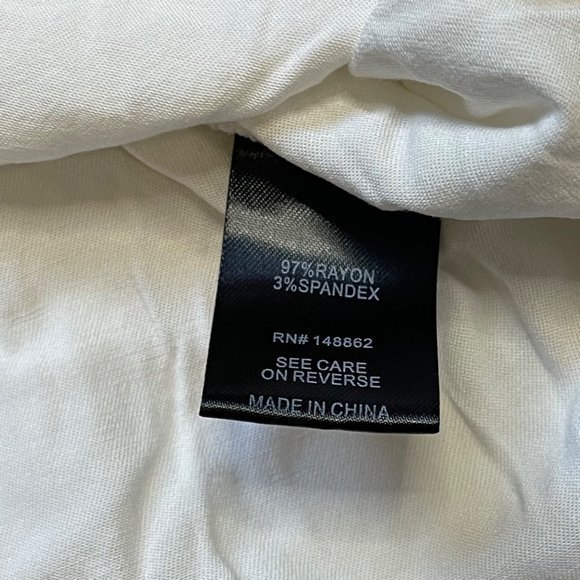 97%RAYON
3%SPANDEX
RN# 148862
SEE CARE
ON REVERSE
MADE IN CHINA